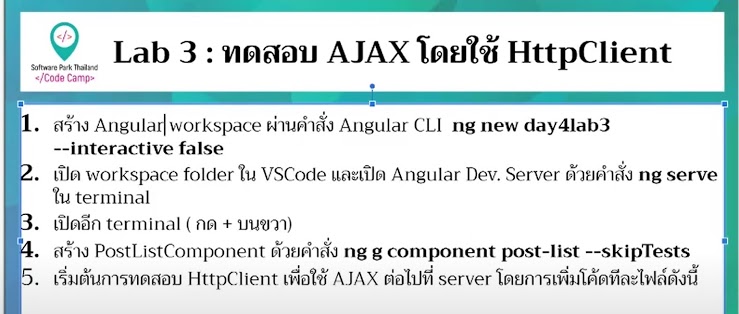 Software Park Thailand
</Code Camp>
Lab 3 : ทดสอบ AJAX โดยใช้ HttpClient
1. สร้าง Angular workspace ผ่านคำสั่ง Angular CLI ng new day4lab3
--interactive false
2. เปิด workspace folder ใน VSCode และเปิด Angular Dev. Server ด้วยคำสั่ง ng serve
ใน terminal
3. เปิดอีก terminal ( กด + บนขวา)
4. สร้าง PostListComponent ด้วยคำสั่ง ng g component post-list --skipTests
5. เริ่มต้นการทดสอบ HttpClient เพื่อใช้ AJAX ต่อไปที่ server โดยการเพิ่มโค้ดทีละไฟล์ดังนี้